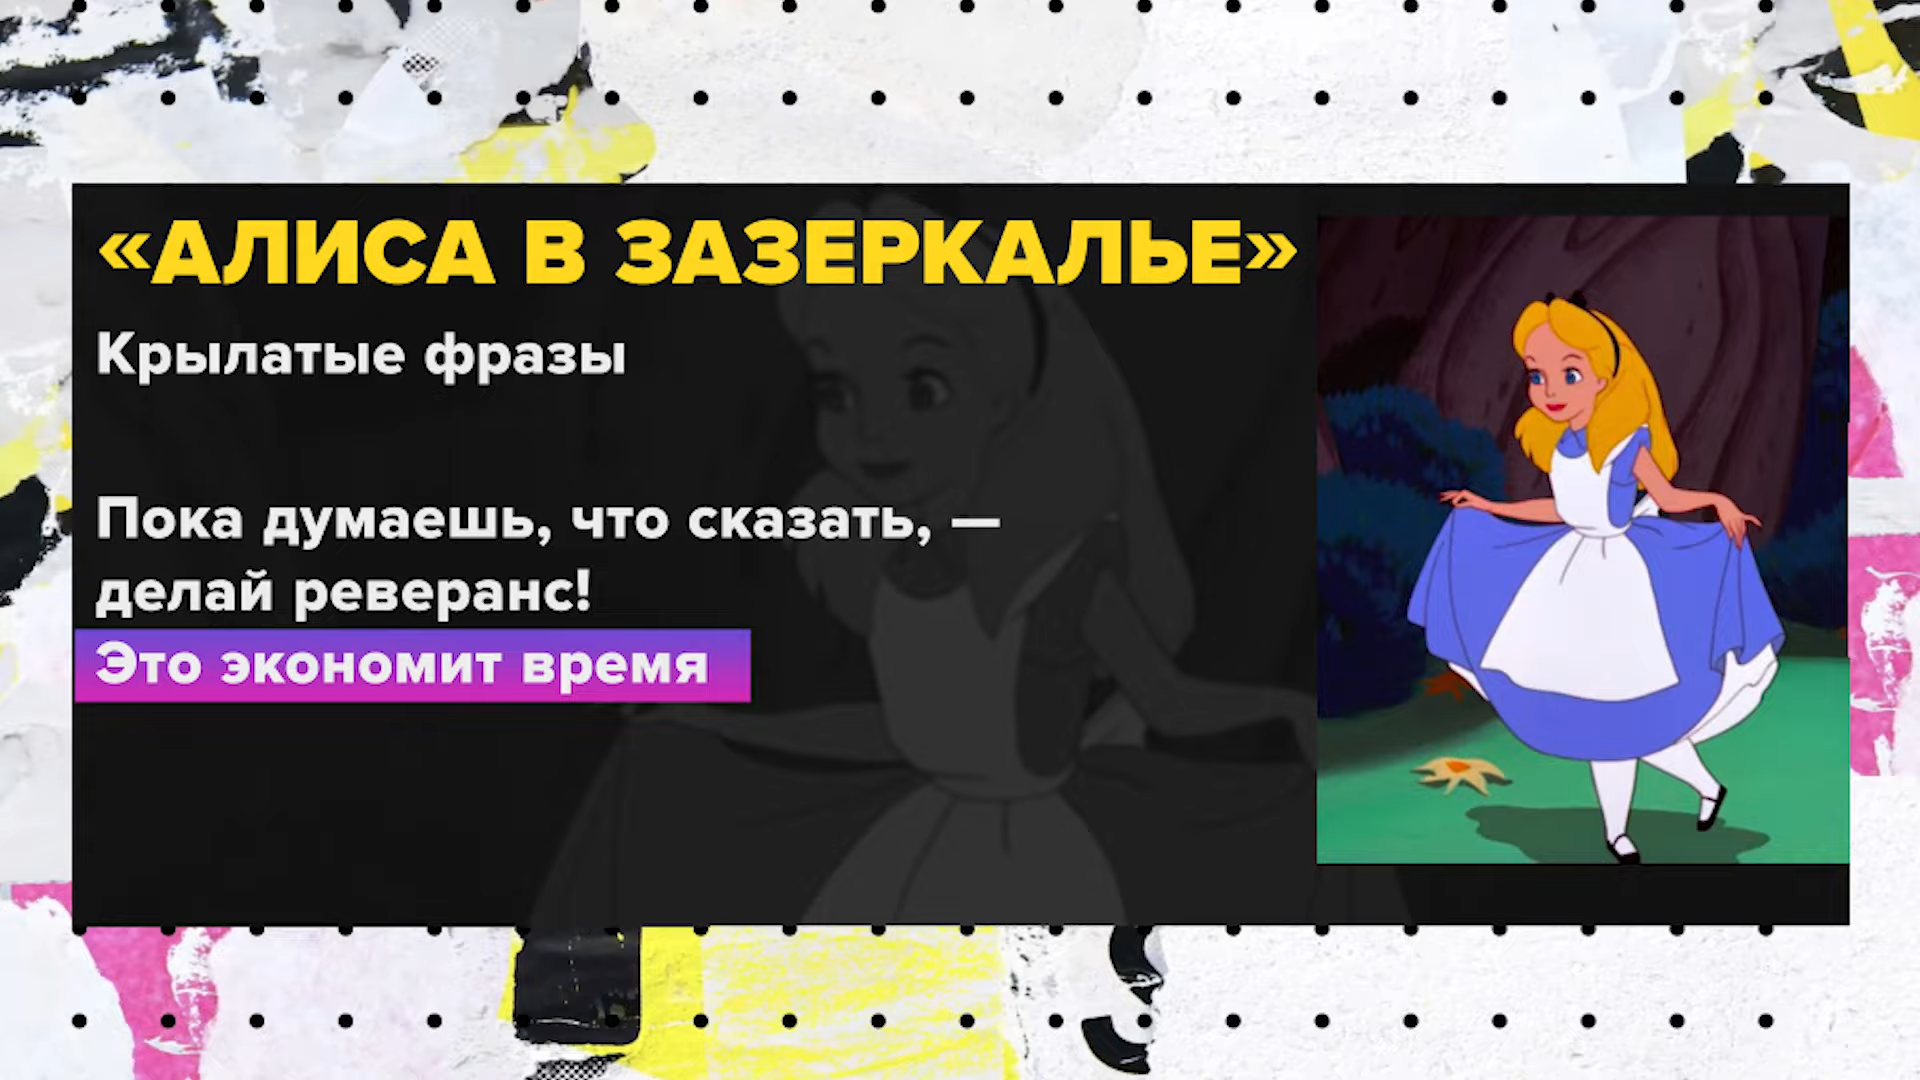 «АЛИСА В ЗАЗЕРКАЛЬЕ»
Крылатые фразы
Пока думаешь, что сказать, —
делай реверанс!
Это экономит время